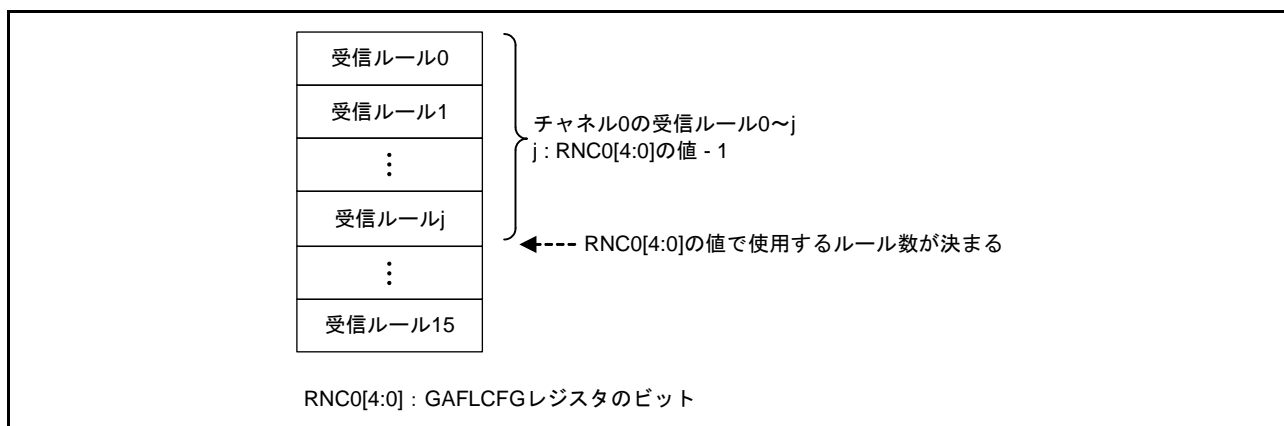 受信ルール0
受信ルール1
⋮
受信ルールj
⋮
受信ルール15
チャネル0の受信ルール0～j
j : RNC0[4:0]の値 - 1
RNC0[4:0]の値で使用するルール数が決まる
RNC0[4:0]：GAFLCFGレジスタのビット